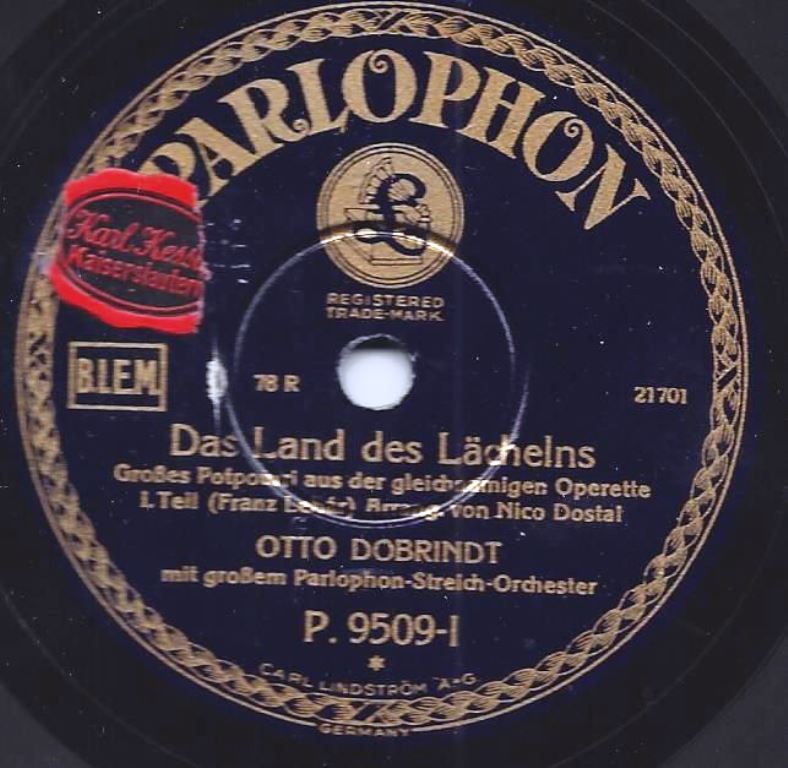 PARLOPHON
£
REGISTERED
TRADE-MARK.
Karl Kess
Kaiserslautern
B.I.E.M.
78 R
21701
Das Land des Lächelns
Großes Potpourri aus der gleichnamigen Operette
I. Teil (Franz Lehár) Arrang. von Nico Dostal
OTTO DOBRINDT
mit großem Parlophon-Streich-Orchester
P. 9509-I
*
CARL LINDSTRÖM A*G.
GERMANY